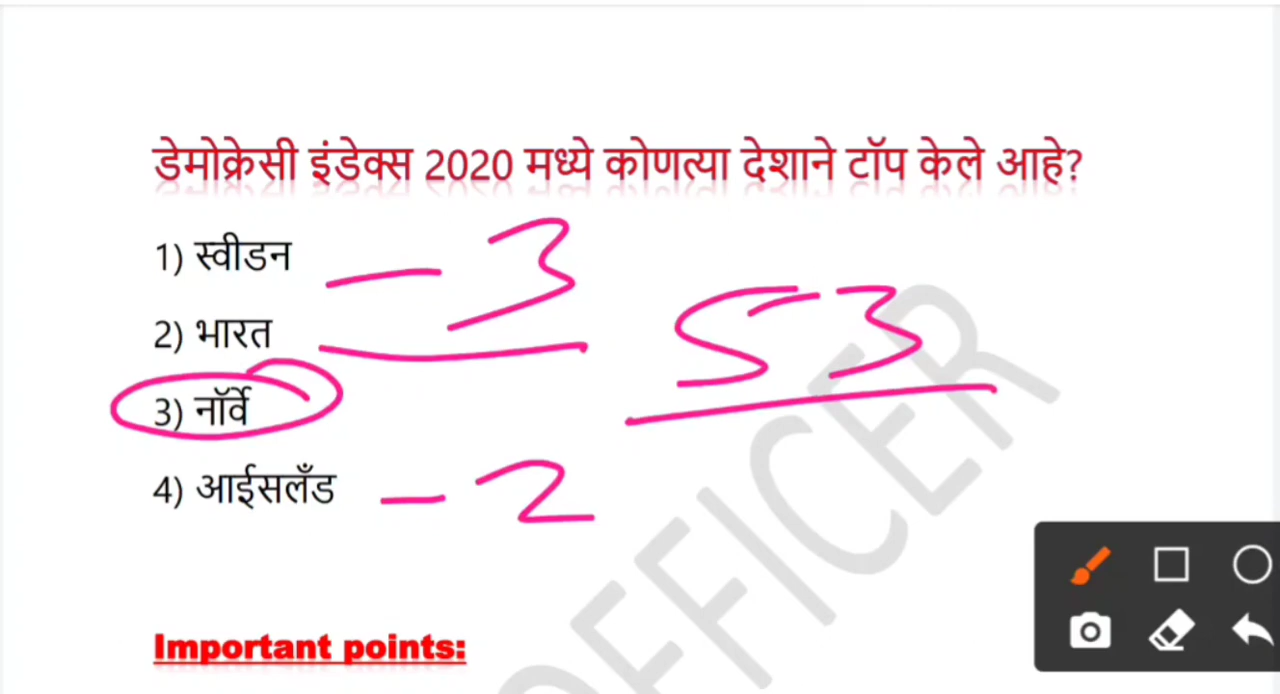 डेमोक्रेसी इंडेक्स 2020 मध्ये कोणत्या देशाने टॉप केले आहे?
1) स्वीडन - 3
2) भारत 53
3) नॉर्वे
4) आईसलँड - 2
Important points:
OFFICER